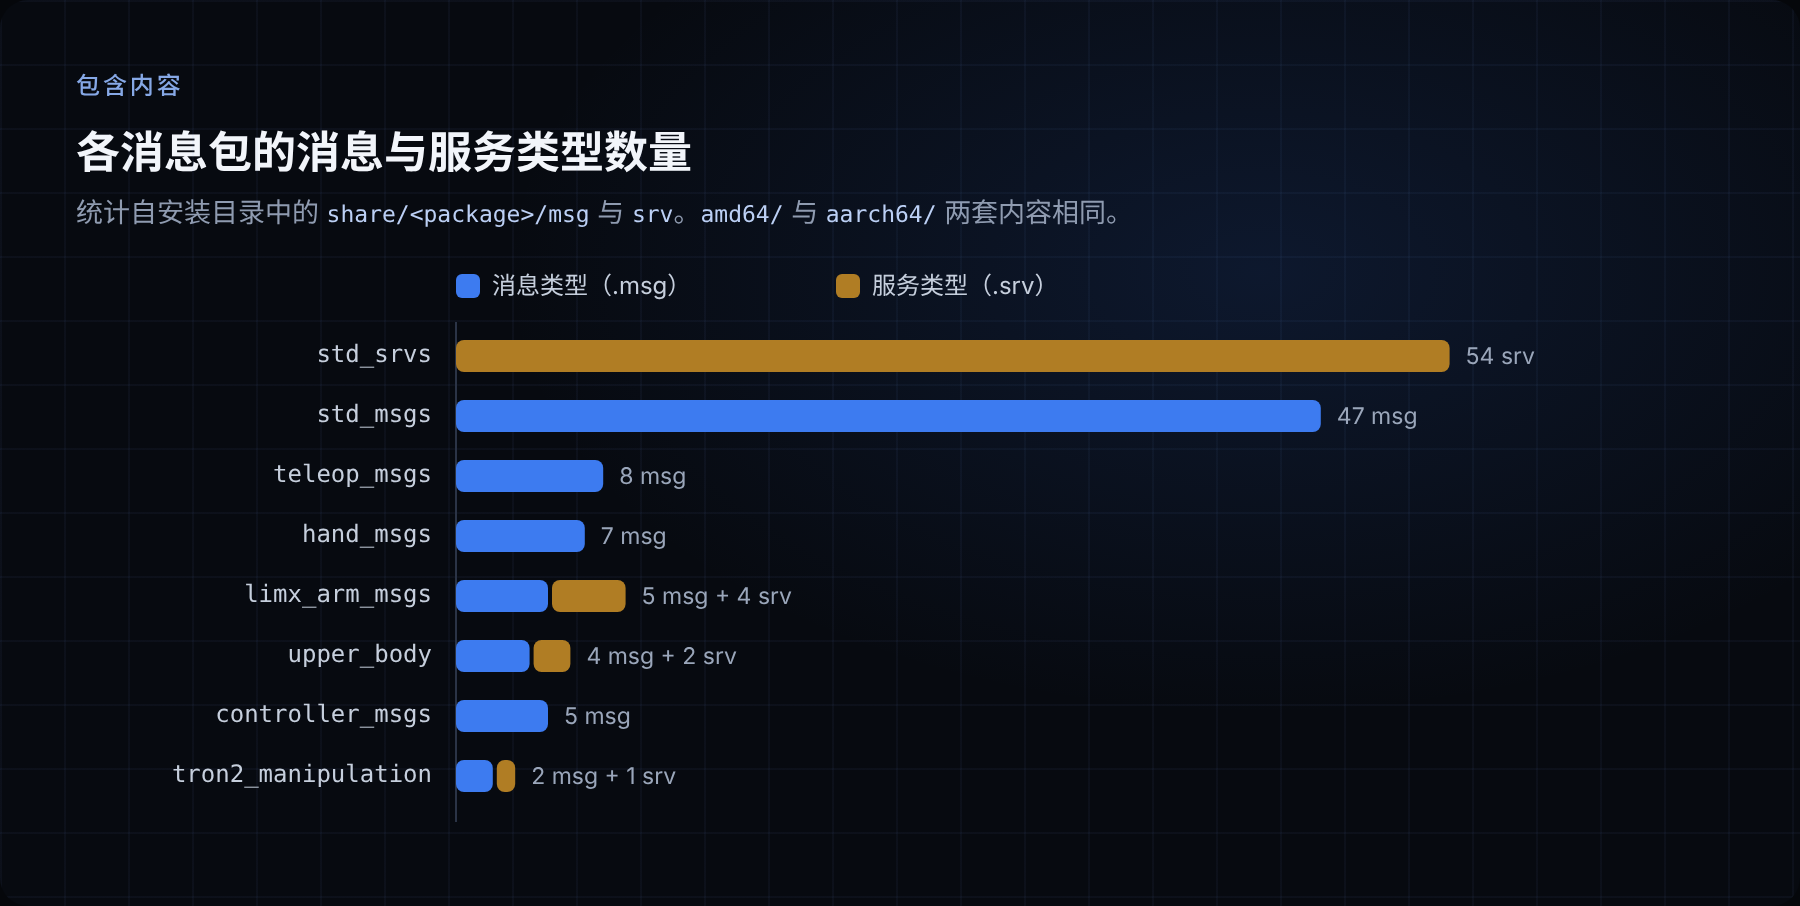 包含内容
各消息包的消息与服务类型数量
统计自安装目录中的 share/<package>/msg 与 srv。amd64/ 与 aarch64/ 两套内容相同。
消息类型（.msg） 服务类型（.srv）
std_srvs 54 srv
std_msgs 47 msg
teleop_msgs 8 msg
hand_msgs 7 msg
limx_arm_msgs 5 msg + 4 srv
upper_body 4 msg + 2 srv
controller_msgs 5 msg
tron2_manipulation 2 msg + 1 srv